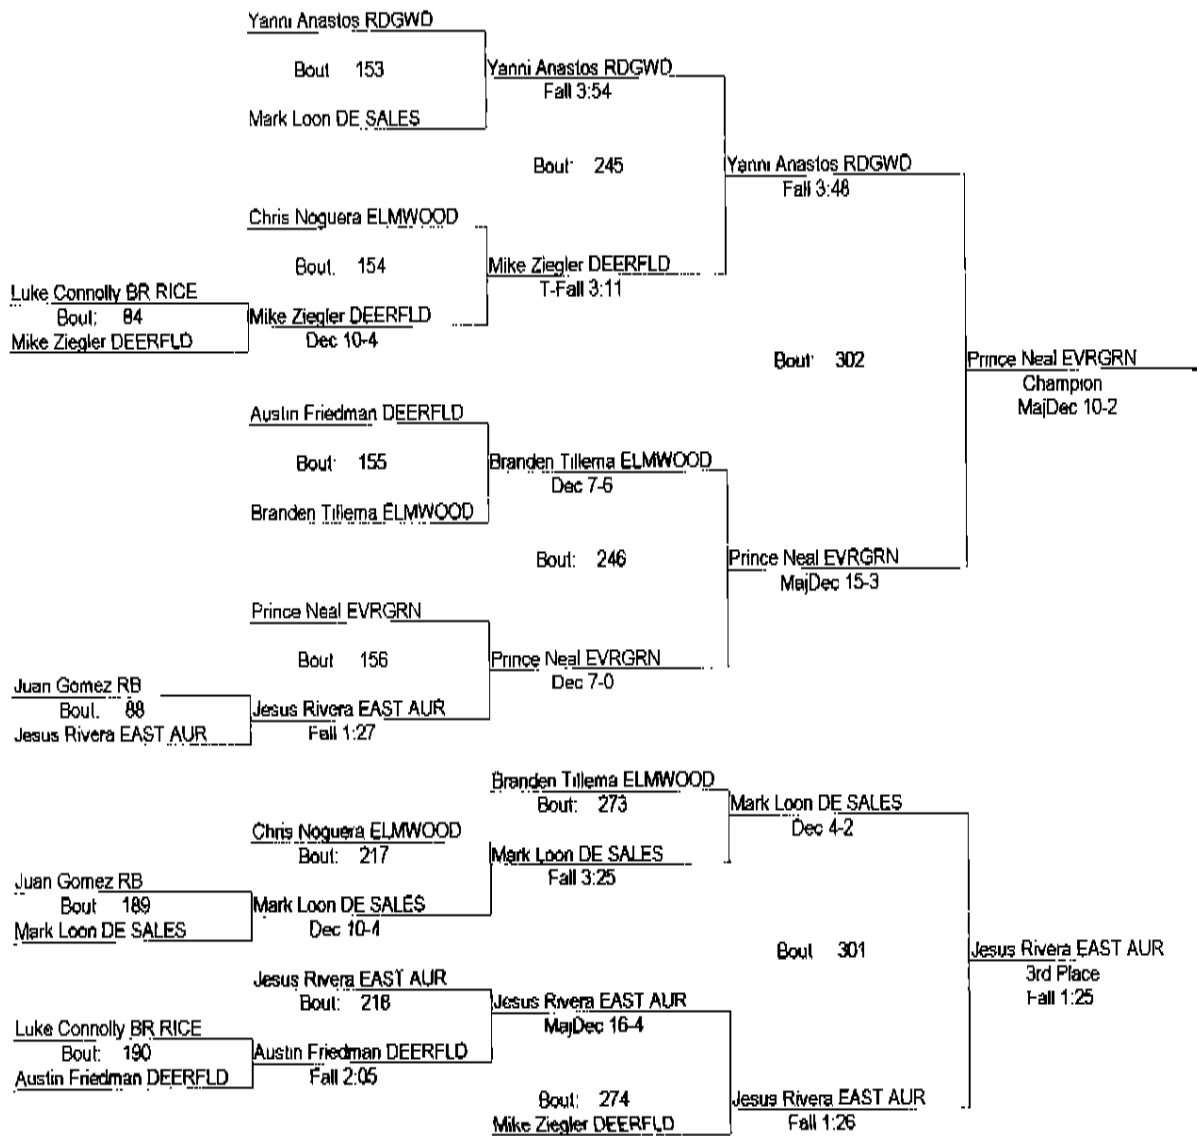 Yanni Anastos RDGWD
Bout 153
Yanni Anastos RDGWD
Fall 3:54
Mark Loon DE SALES
Bout: 245
Yanni Anastos RDGWD
Fall 3:48
Chris Noguera ELMWOOD
Bout. 154
Mike Ziegler DEERFLD
T-Fall 3:11
Luke Connolly BR RICE
Bout: 84
Mike Ziegler DEERFLD
Mike Ziegler DEERFLD
Dec 10-4
Bout: 302
Prince Neal EVRGRN
Champion
MajDec 10-2
Austin Friedman DEERFLD
Bout: 155
Branden Tillema ELMWOOD
Dec 7-6
Branden Tillema ELMWOOD
Bout: 246
Prince Neal EVRGRN
MajDec 15-3
Prince Neal EVRGRN
Bout 156
Prince Neal EVRGRN
Dec 7-0
Juan Gomez RB
Bout. 88
Jesus Rivera EAST AUR
Jesus Rivera EAST AUR
Fall 1:27
Branden Tillema ELMWOOD
Bout: 273
Mark Loon DE SALES
Dec 4-2
Chris Noguera ELMWOOD
Bout: 217
Mark Loon DE SALES
Fall 3:25
Juan Gomez RB
Bout 189
Mark Loon DE SALES
Mark Loon DE SALES
Dec 10-4
Bout 301
Jesus Rivera EAST AUR
3rd Place
Fall 1:25
Jesus Rivera EAST AUR
Bout: 218
Jesus Rivera EAST AUR
MajDec 16-4
Luke Connolly BR RICE
Bout: 190
Austin Friedman DEERFLD
Austin Friedman DEERFLD
Fall 2:05
Bout: 274
Mike Ziegler DEERFLD
Jesus Rivera EAST AUR
Fall 1:26